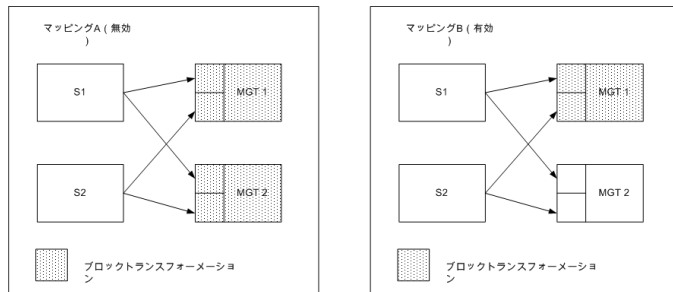 マッピングA ( 無効
)
S1
MGT 1
S2
MGT 2
ブロックトランスフォーメーショ
ン
マッピングB ( 有効
)
S1
MGT 1
S2
MGT 2
ブロックトランスフォーメーショ
ン